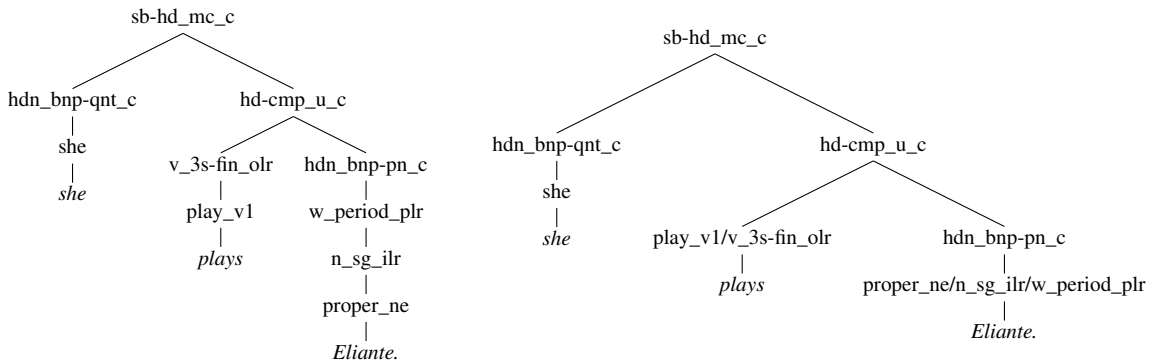 sb-hd_mc_c
hdn_bnp-qnt_c hd-cmp_u_c
she v_3s-fin_olr hdn_bnp-pn_c
she play_v1 w_period_plr
plays n_sg_ilr
proper_ne
Eliante.
sb-hd_mc_c
hdn_bnp-qnt_c hd-cmp_u_c
she
she play_v1/v_3s-fin_olr hdn_bnp-pn_c
plays proper_ne/n_sg_ilr/w_period_plr
Eliante.